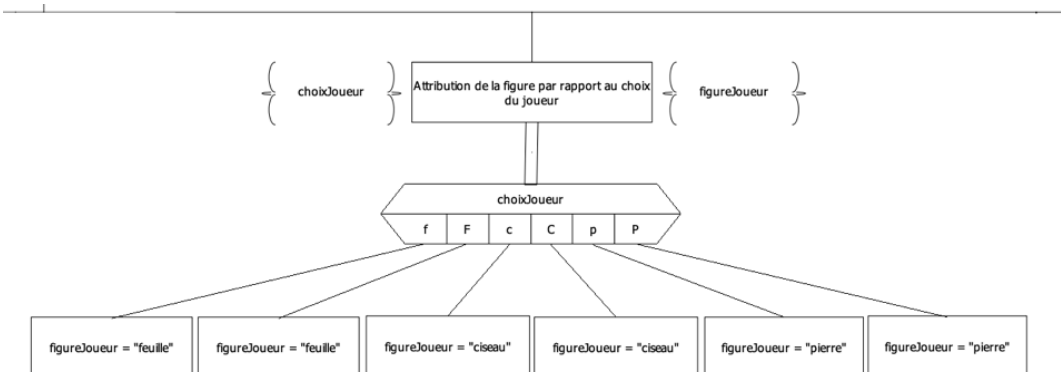 choixJoueur
Attribution de la figure par rapport au choix
du joueur
figureJoueur
choixJoueur
f F c C p P
figureJoueur = "feuille" figureJoueur = "feuille" figureJoueur = "ciseau" figureJoueur = "ciseau" figureJoueur = "pierre" figureJoueur = "pierre"